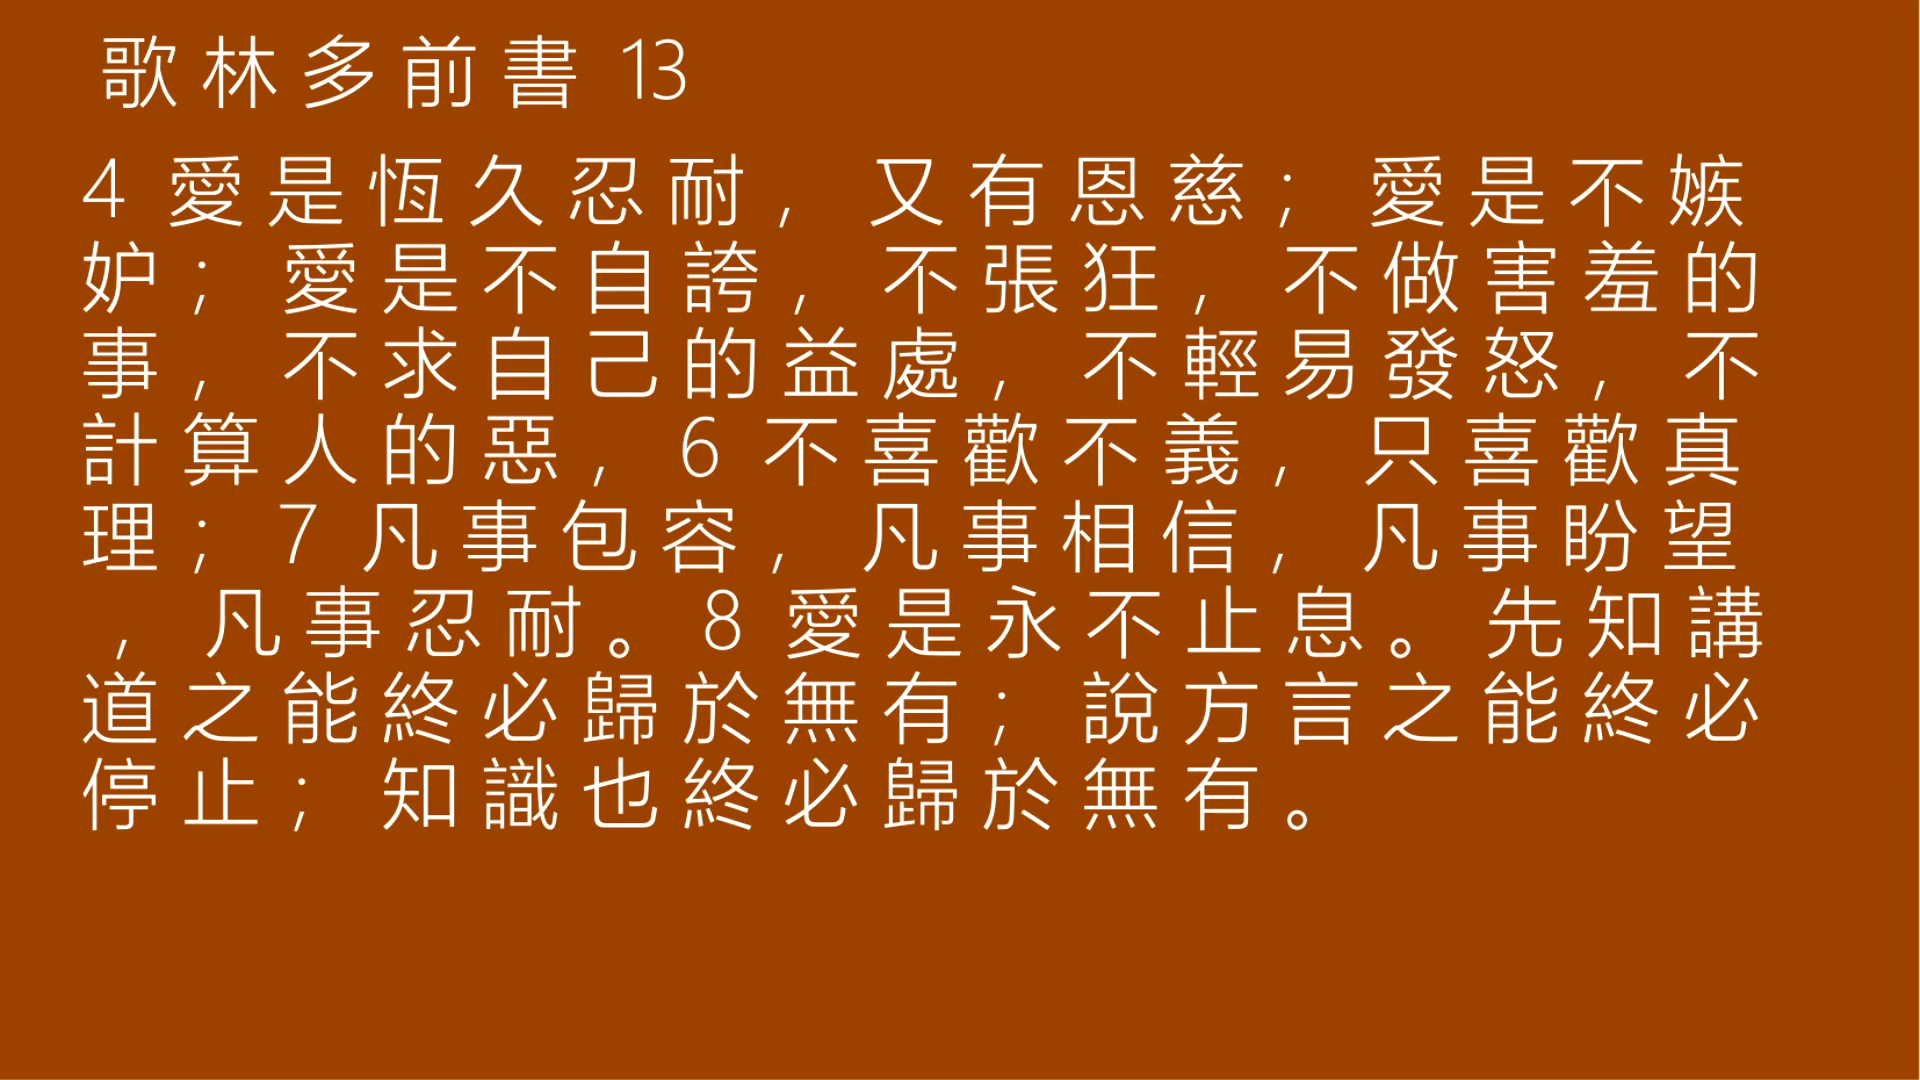 歌林多前書 13
4 愛是恆久忍耐，又有恩慈；愛是不嫉
妒；愛是不自誇，不張狂，不做害羞的
事，不求自己的益處，不輕易發怒，不
計算人的惡，6 不喜歡不義，只喜歡真
理；7 凡事包容，凡事相信，凡事盼望
，凡事忍耐。8 愛是永不止息。先知講
道之能終必歸於無有；說方言之能終必
停止；知識也終必歸於無有。